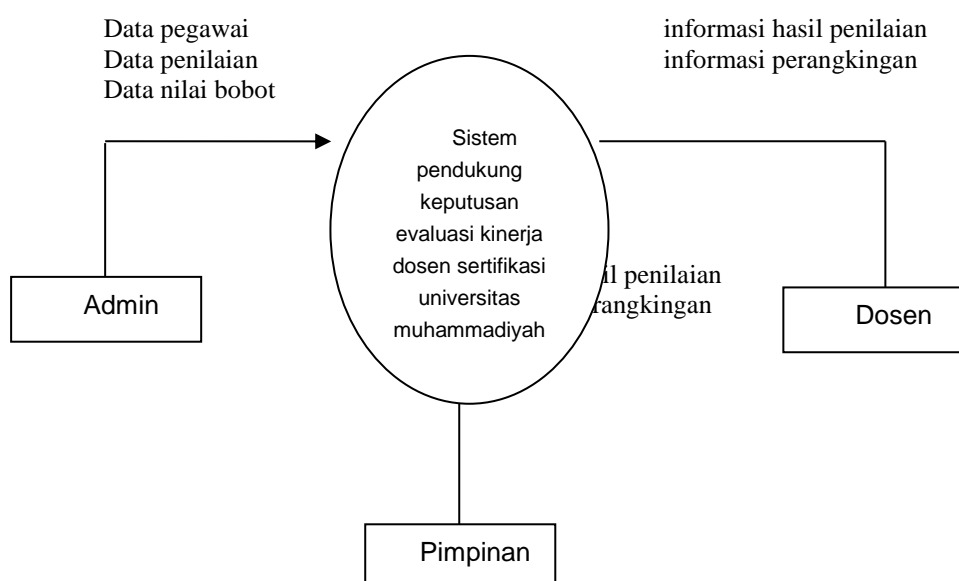 Data pegawai
Data penilaian
Data nilai bobot
informasi hasil penilaian
informasi perangkingan
Sistem
pendukung
keputusan
evaluasi kinerja
dosen sertifikasi
universitas
muhammadiyah
penilaian
Admin
Dosen
Pimpinan